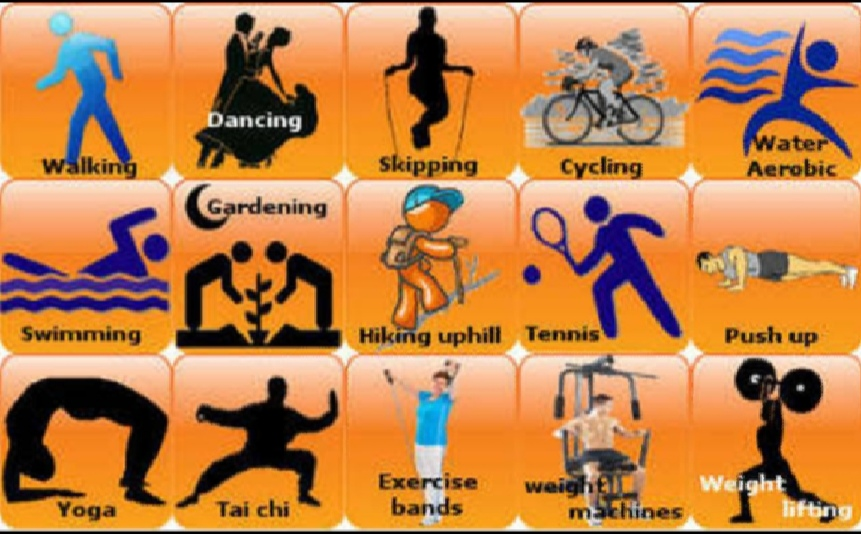 Walking
Dancing
Skipping
Cycling
Water
Aerobic
Swimming
Gardening
Hiking uphill
Tennis
Push up
Yoga
Tai chi
Exercise
bands
weight
machines
Weight
lifting